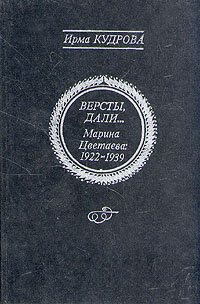 Ирма КУДРОВА
ВЕРСТЫ,
ДАЛИ...
Марина
Цветаева:
1922-1939